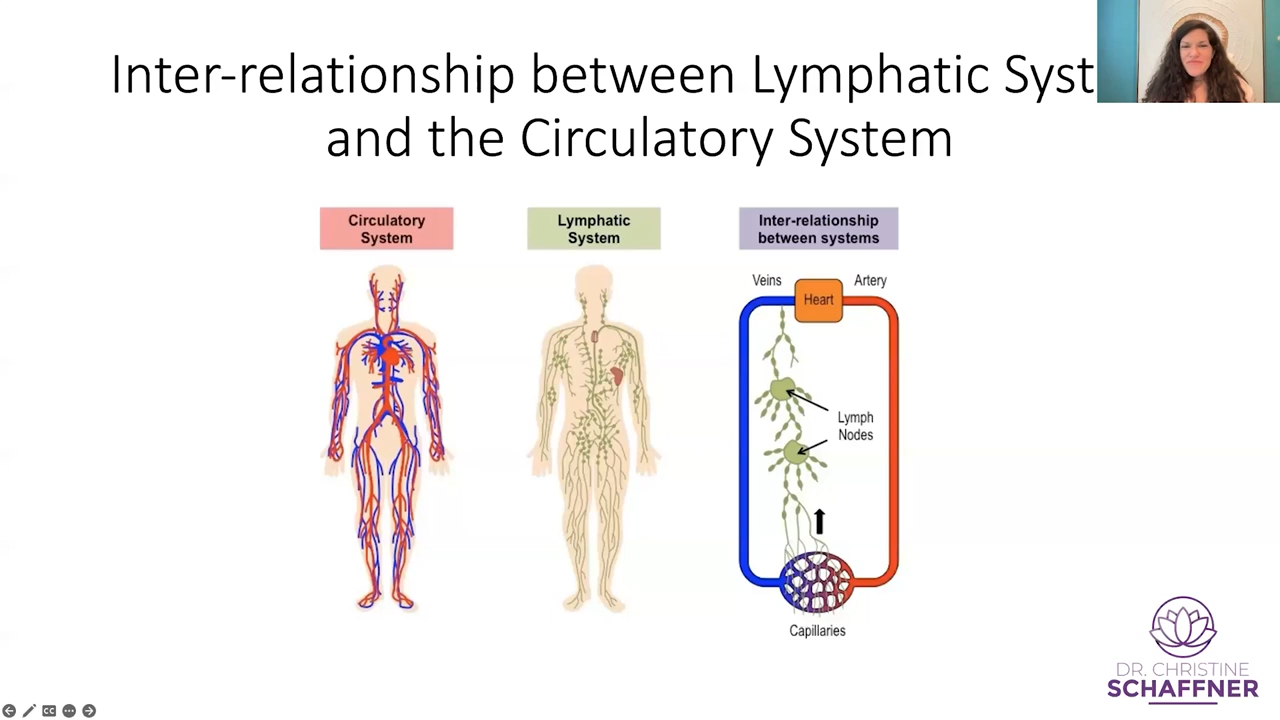 Inter-relationship between Lymphatic Syst
and the Circulatory System
Circulatory
System
Lymphatic
System
Inter-relationship
between systems
Veins
Heart
Artery
Lymph
Nodes
Capillaries
DR. CHRISTINE
SCHAFFNER
CC